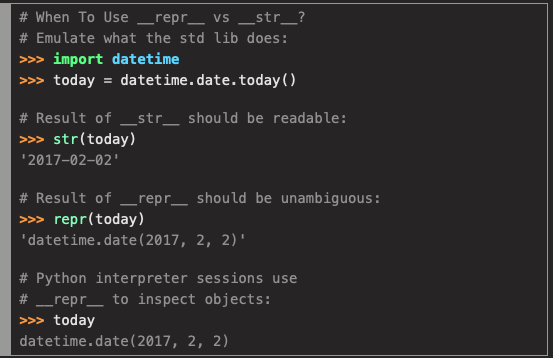 # When To Use __repr__ vs __str__?
# Emulate what the std lib does:
>>> import datetime
>>> today = datetime.date.today()
# Result of __str__ should be readable:
>>> str(today)
'2017-02-02'
# Result of __repr__ should be unambiguous:
>>> repr(today)
'datetime.date(2017, 2, 2)'
# Python interpreter sessions use
# __repr__ to inspect objects:
>>> today
datetime.date(2017, 2, 2)